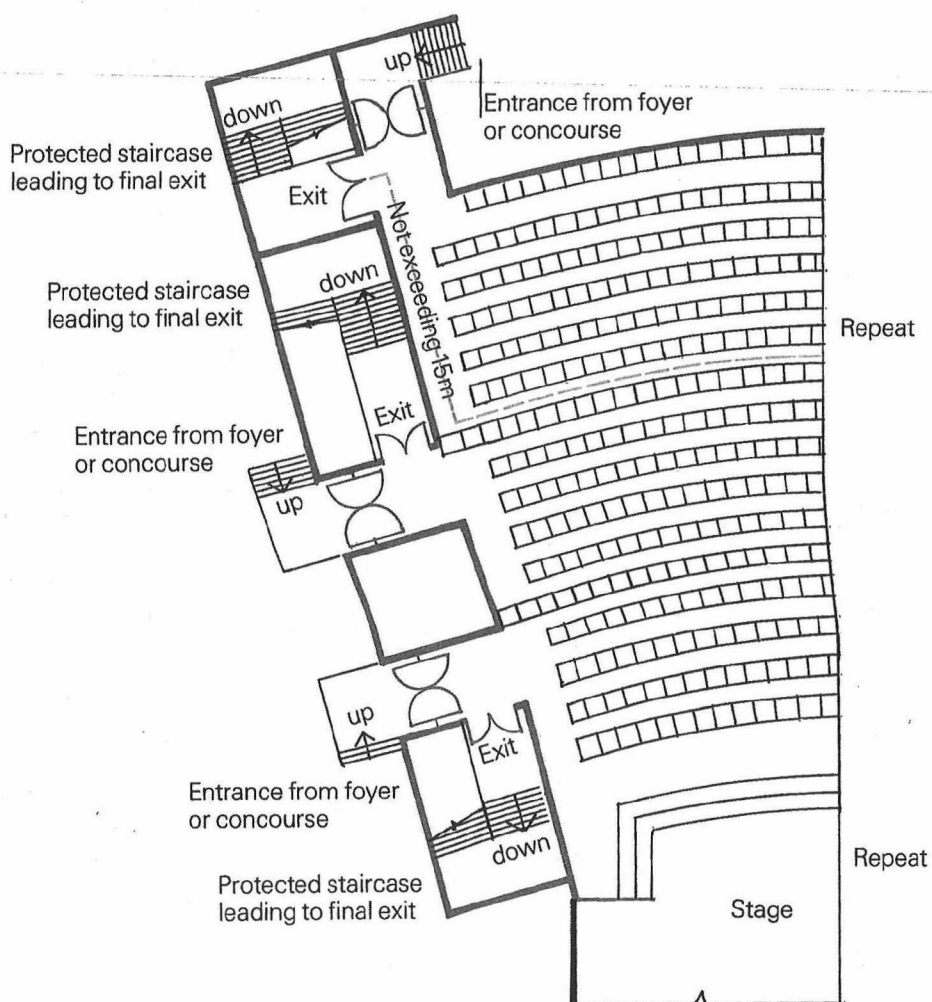 up
down
Entrance from foyer
or concourse
Protected staircase
leading to final exit
Exit
Not exceeding 15m
down
Protected staircase
leading to final exit
Repeat
Exit
Entrance from foyer
or concourse
up
up
Exit
Entrance from foyer
or concourse
down
Repeat
Protected staircase
leading to final exit
Stage